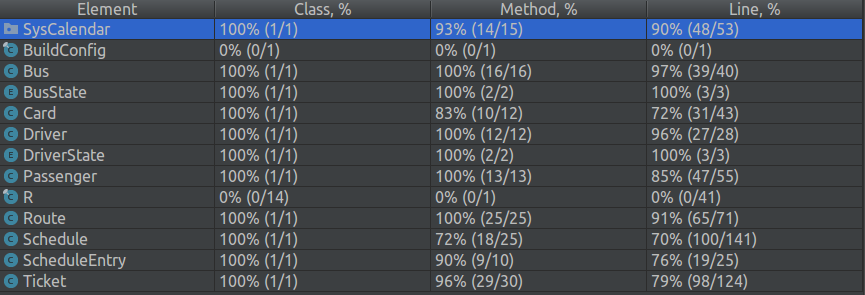 Element Class, % Method, % Line, %
SysCalendar 100% (1/1) 93% (14/15) 90% (48/53)
BuildConfig 0% (0/1) 0% (0/1) 0% (0/1)
Bus 100% (1/1) 100% (16/16) 97% (39/40)
BusState 100% (1/1) 100% (2/2) 100% (3/3)
Card 100% (1/1) 83% (10/12) 72% (31/43)
Driver 100% (1/1) 100% (12/12) 96% (27/28)
DriverState 100% (1/1) 100% (2/2) 100% (3/3)
Passenger 100% (1/1) 100% (13/13) 85% (47/55)
R 0% (0/14) 0% (0/1) 0% (0/41)
Route 100% (1/1) 100% (25/25) 91% (65/71)
Schedule 100% (1/1) 72% (18/25) 70% (100/141)
ScheduleEntry 100% (1/1) 90% (9/10) 76% (19/25)
Ticket 100% (1/1) 96% (29/30) 79% (98/124)